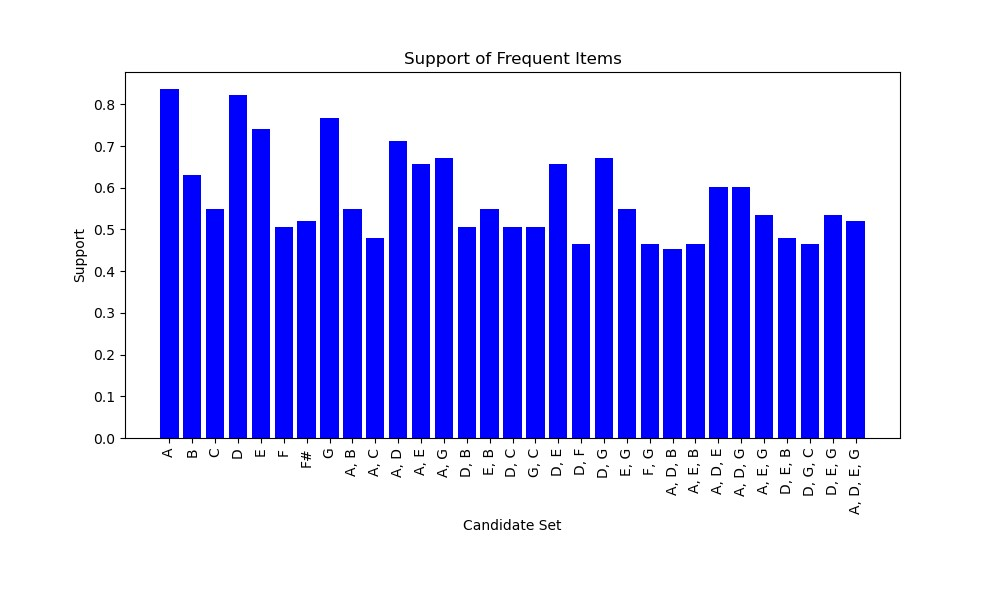 Support of Frequent Items
Support
0.8
0.7
0.6
0.5
0.4
0.3
0.2
0.1
0.0
A
B
C
D
E
F
F#
G
A, B
A, C
A, D
A, E
A, G
D, B
E, B
D, C
G, C
D, E
D, F
D, G
E, G
F, G
A, D, B
A, E, B
A, D, E
A, D, G
A, E, G
D, E, B
D, G, C
D, E, G
A, D, E, G
Candidate Set